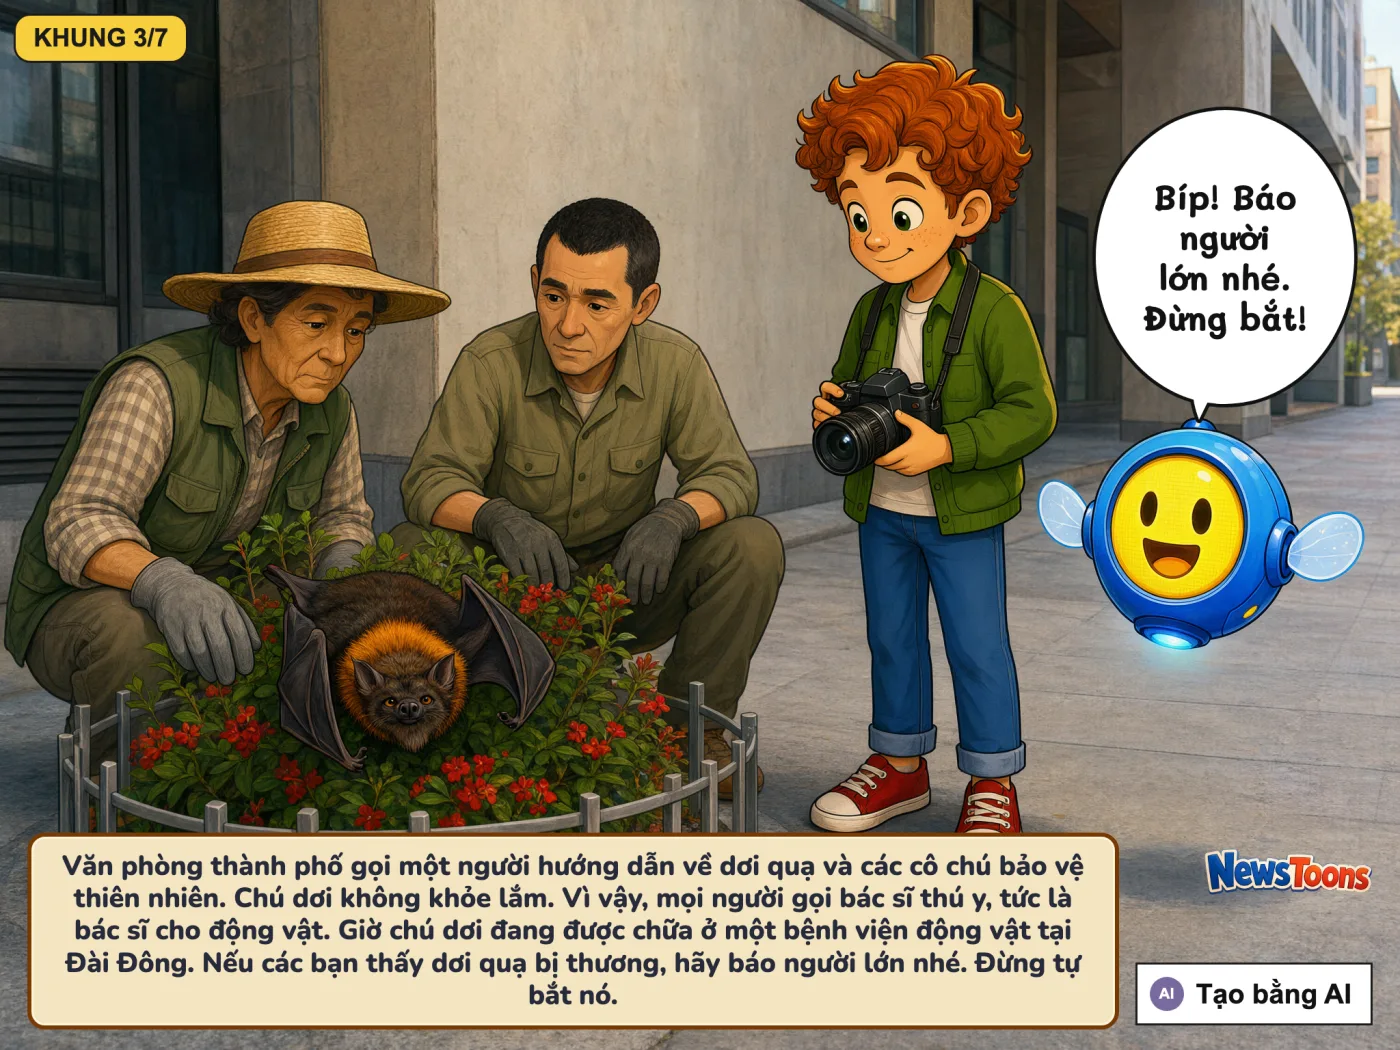 KHUNG 3/7
Bíp! Báo
người
lớn nhé.
Đừng bắt!
Văn phòng thành phố gọi một người hướng dẫn về dơi quạ và các cô chú bảo vệ
thiên nhiên. Chú dơi không khỏe lắm. Vì vậy, mọi người gọi bác sĩ thú y, tức là
bác sĩ cho động vật. Giờ chú dơi đang được chữa ở một bệnh viện động vật tại
Đài Đông. Nếu các bạn thấy dơi quạ bị thương, hãy báo người lớn nhé. Đừng tự
bắt nó.
NEWSTOONS
AI Tạo bằng AI